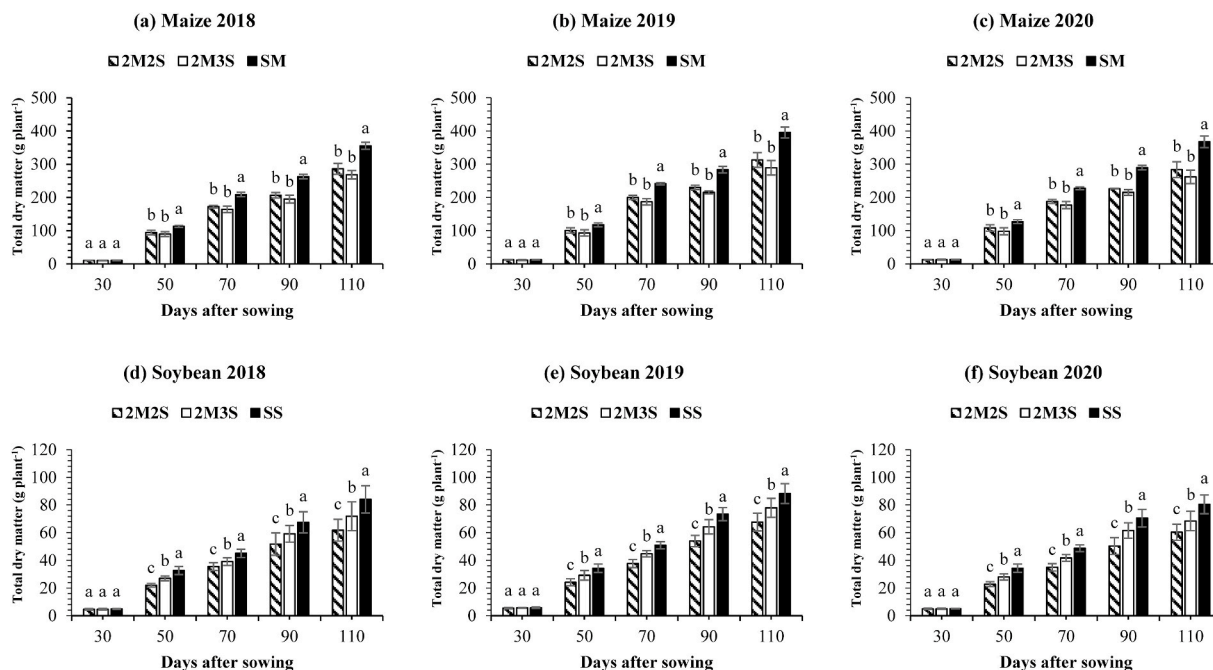 (a) Maize 2018
2M2S 2M3S SM
Total dry matter (g plant⁻¹)
500
400
300
200
100
0
a a a
b b a
b b a
b b a
b b a
30 50 70 90 110
Days after sowing
(b) Maize 2019
2M2S 2M3S SM
Total dry matter (g plant⁻¹)
500
400
300
200
100
0
a a a
b b a
b b a
b b a
b b a
30 50 70 90 110
Days after sowing
(c) Maize 2020
2M2S 2M3S SM
Total dry matter (g plant⁻¹)
500
400
300
200
100
0
a a a
b b a
b b a
b b a
b b a
30 50 70 90 110
Days after sowing
(d) Soybean 2018
2M2S 2M3S SS
Total dry matter (g plant⁻¹)
120
100
80
60
40
20
0
a a a
c b a
c b a
c b a
c b a
30 50 70 90 110
Days after sowing
(e) Soybean 2019
2M2S 2M3S SS
Total dry matter (g plant⁻¹)
120
100
80
60
40
20
0
a a a
c b a
c b a
c b a
c b a
30 50 70 90 110
Days after sowing
(f) Soybean 2020
2M2S 2M3S SS
Total dry matter (g plant⁻¹)
120
100
80
60
40
20
0
a a a
c b a
c b a
c b a
c b a
30 50 70 90 110
Days after sowing